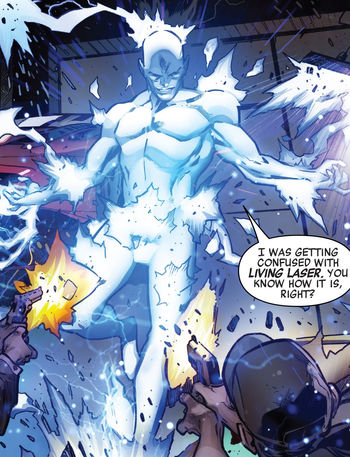 I WAS GETTING
CONFUSED WITH
LIVING LASER. YOU
KNOW HOW IT IS,
RIGHT?